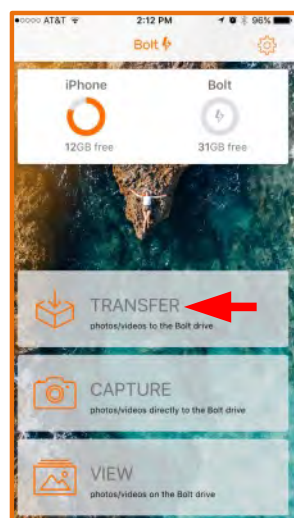 AT&T 2:12 PM 96%
Bolt
iPhone Bolt
12GB free 31GB free
TRANSFER
photos/videos to the Bolt drive
CAPTURE
photos/videos directly to the Bolt drive
VIEW
photos/videos on the Bolt drive